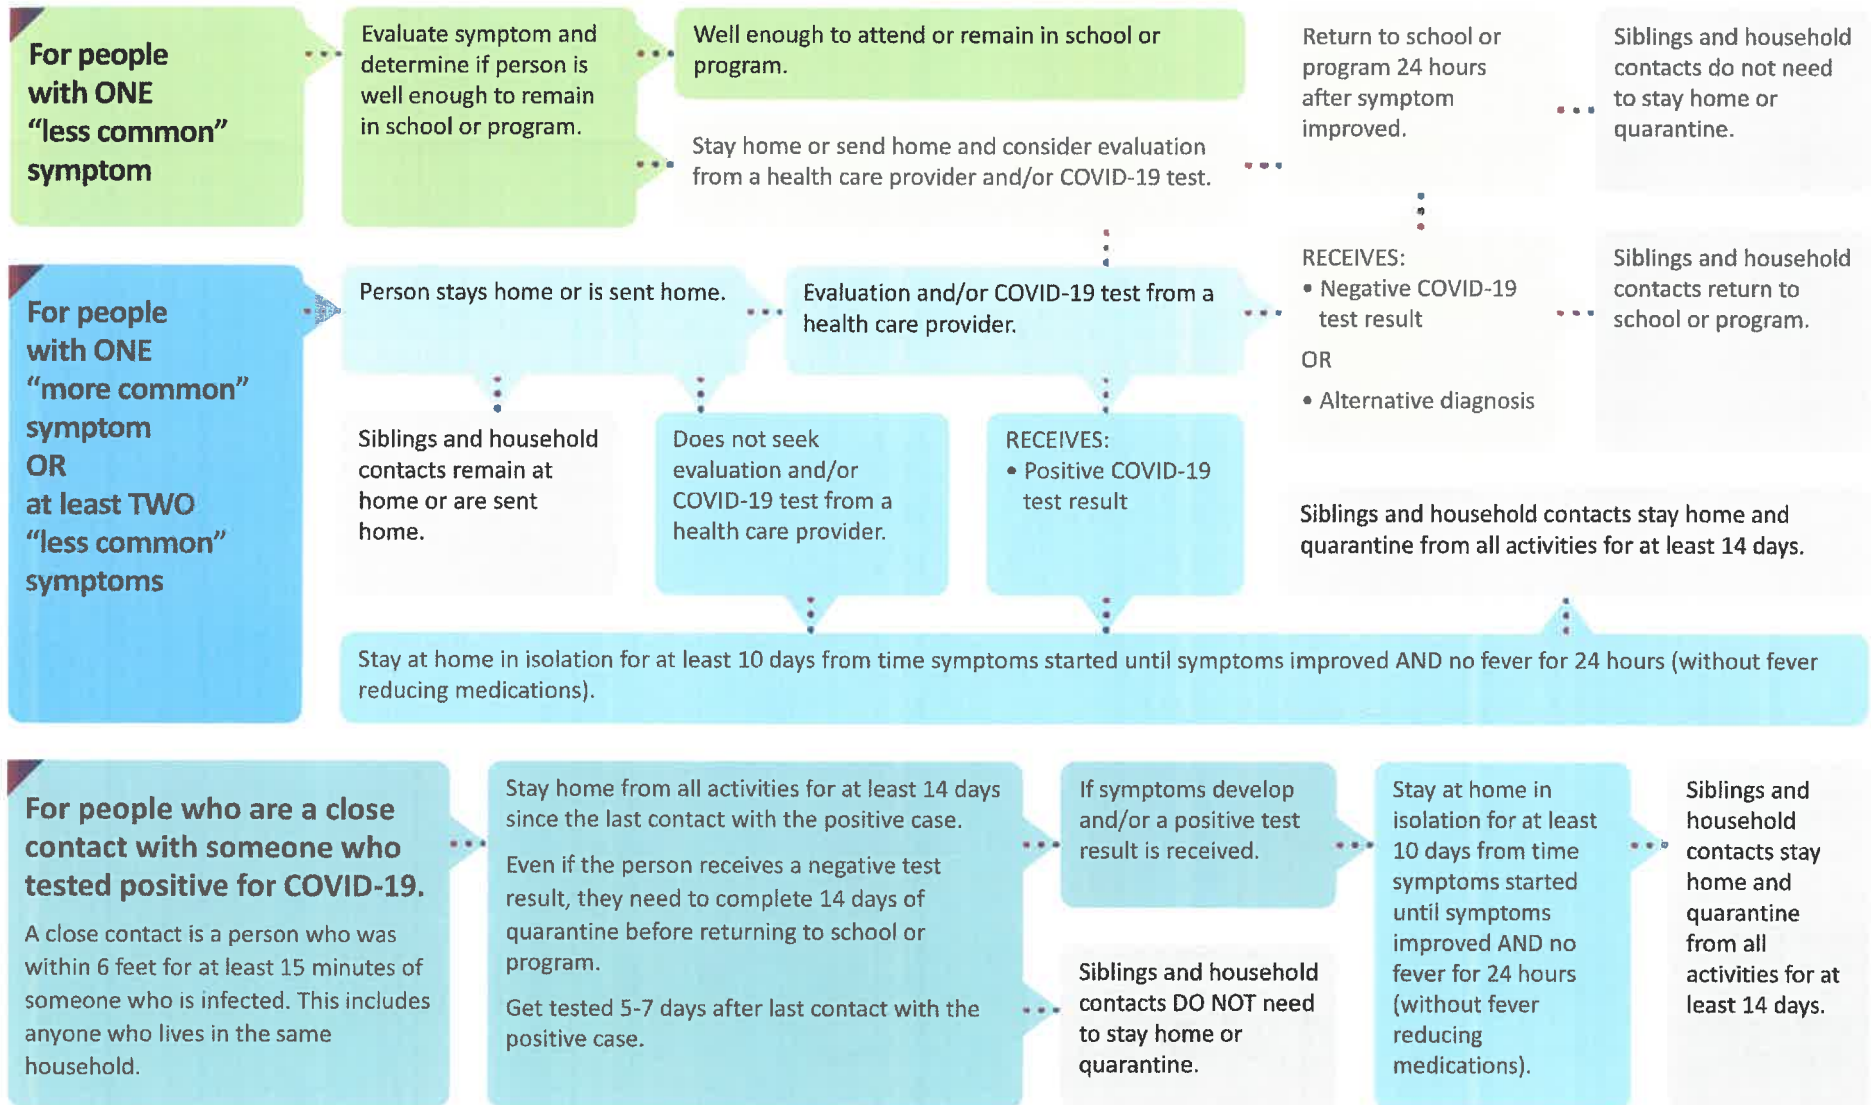 For people
with ONE
“less common”
symptom
Evaluate symptom and
determine if person is
well enough to remain
in school or program.
Well enough to attend or remain in school or
program.
Stay home or send home and consider evaluation
from a health care provider and/or COVID-19 test.
Return to school or
program 24 hours
after symptom
improved.
Siblings and household
contacts do not need
to stay home or
quarantine.
For people
with ONE
“more common”
symptom
OR
at least TWO
“less common”
symptoms
Person stays home or is sent home.
Evaluation and/or COVID-19 test from a
health care provider.
RECEIVES:
• Negative COVID-19
test result
OR
• Alternative diagnosis
Siblings and household
contacts return to
school or program.
Siblings and household
contacts remain at
home or are sent
home.
Does not seek
evaluation and/or
COVID-19 test from a
health care provider.
RECEIVES:
• Positive COVID-19
test result
Siblings and household contacts stay home and
quarantine from all activities for at least 14 days.
Stay at home in isolation for at least 10 days from time symptoms started until symptoms improved AND no fever for 24 hours (without fever
reducing medications).
For people who are a close
contact with someone who
tested positive for COVID-19.
A close contact is a person who was
within 6 feet for at least 15 minutes of
someone who is infected. This includes
anyone who lives in the same
household.
Stay home from all activities for at least 14 days
since the last contact with the positive case.
Even if the person receives a negative test
result, they need to complete 14 days of
quarantine before returning to school or
program.
Get tested 5-7 days after last contact with the
positive case.
If symptoms develop
and/or a positive test
result is received.
Siblings and household
contacts DO NOT need
to stay home or
quarantine.
Stay at home in
isolation for at least
10 days from time
symptoms started
until symptoms
improved AND no
fever for 24 hours
(without fever
reducing
medications).
Siblings and
household
contacts stay
home and
quarantine
from all
activities for at
least 14 days.